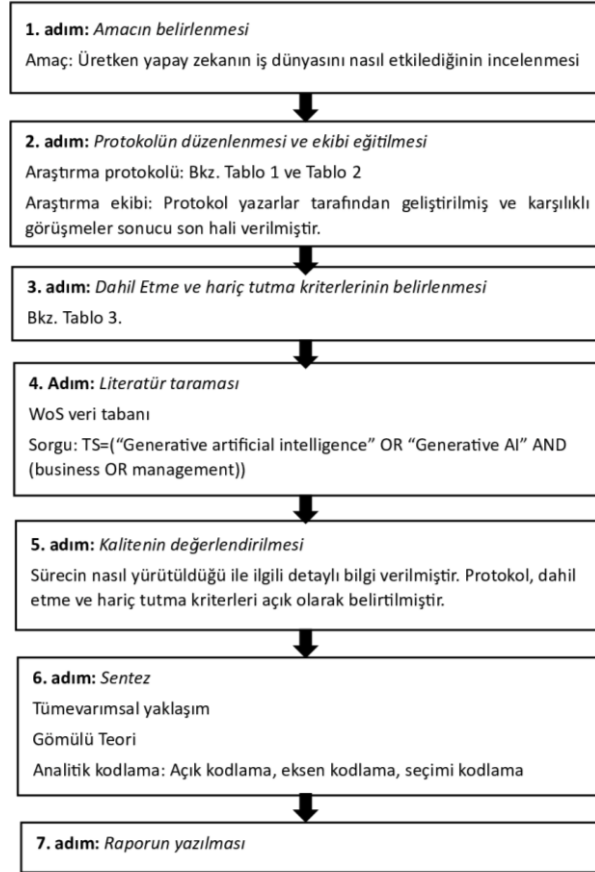 1. adım: Amacın belirlenmesi
Amaç: Üretken yapay zekanın iş dünyasını nasıl etkilediğinin incelenmesi
2. adım: Protokolün düzenlenmesi ve ekibi eğitilmesi
Araştırma protokolü: Bkz. Tablo 1 ve Tablo 2
Araştırma ekibi: Protokol yazarlar tarafından geliştirilmiş ve karşılıklı
görüşmeler sonucu son hali verilmiştir.
3. adım: Dahil Etme ve hariç tutma kriterlerinin belirlenmesi
Bkz. Tablo 3.
4. Adım: Literatür taraması
WoS veri tabanı
Sorgu: TS=(“Generative artificial intelligence” OR “Generative AI” AND
(business OR management))
5. adım: Kalitenin değerlendirilmesi
Sürecin nasıl yürütüldüğü ile ilgili detaylı bilgi verilmiştir. Protokol, dahil
etme ve hariç tutma kriterleri açık olarak belirtilmiştir.
6. adım: Sentez
Tümevarımsal yaklaşım
Gömülü Teori
Analitik kodlama: Açık kodlama, eksen kodlama, seçimi kodlama
7. adım: Raporun yazılması